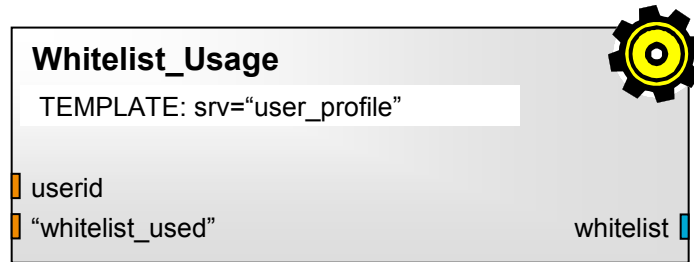 Whitelist_Usage
TEMPLATE: srv=“user_profile”
userid
“whitelist_used”
whitelist